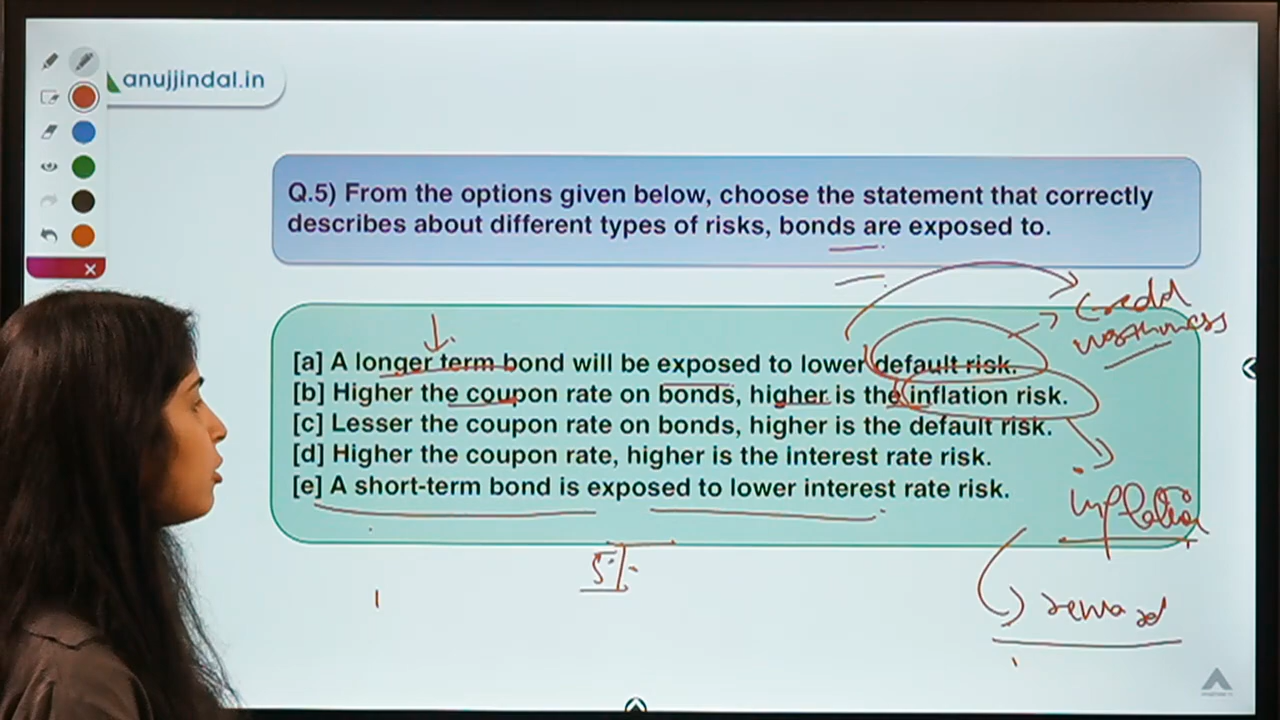 anujjindal.in
Q.5) From the options given below, choose the statement that correctly
describes about different types of risks, bonds are exposed to.
[a] A longer term bond will be exposed to lower default risk.
[b] Higher the coupon rate on bonds, higher is the inflation risk.
[c] Lesser the coupon rate on bonds, higher is the default risk.
[d] Higher the coupon rate, higher is the interest rate risk.
[e] A short-term bond is exposed to lower interest rate risk.
Credit
worthiness
inflation
5%
reward